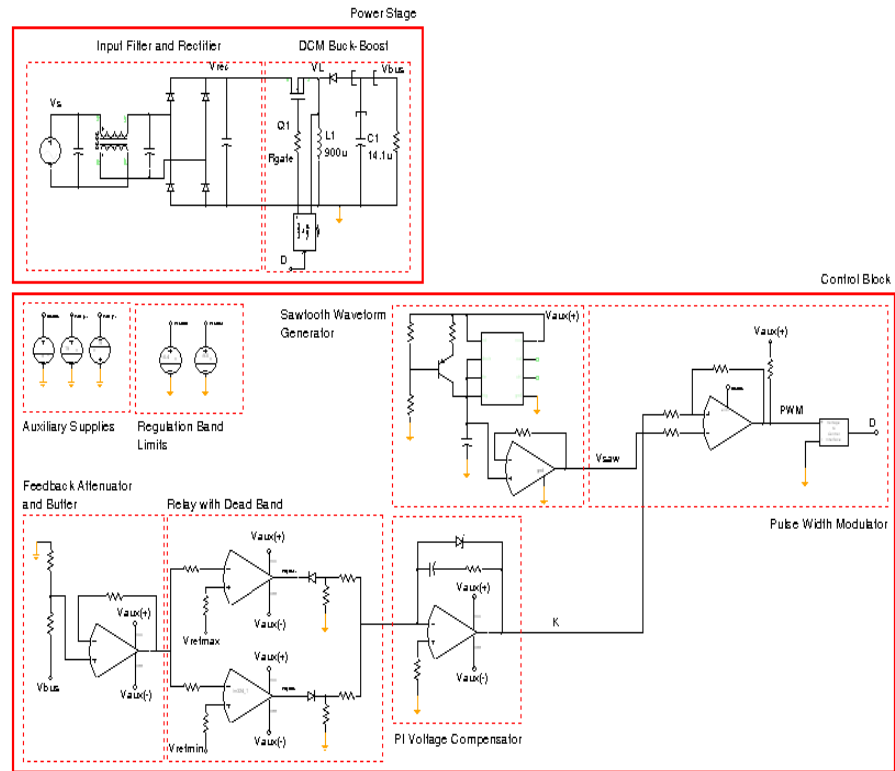 Power Stage
Input Filter and Rectifier
DCM Buck-Boost
Vrec
VL
Vbus
Vs
Q1
L1
C1
900u
14.1u
Rgate
D
Control Block
Sawtooth Waveform
Generator
Vaux(+)
Vaux(+)
PWM
D
Auxiliary Supplies
Regulation Band
Limits
Vsaw
Pulse Width Modulator
Feedback Attenuator
and Buffer
Relay with Dead Band
Vaux(+)
Vaux(+)
Vaux(+)
Vrefmax
Vaux(-)
K
Vbus
Vaux(-)
Vaux(+)
Vaux(-)
Vrefmin
Vaux(-)
PI Voltage Compensator